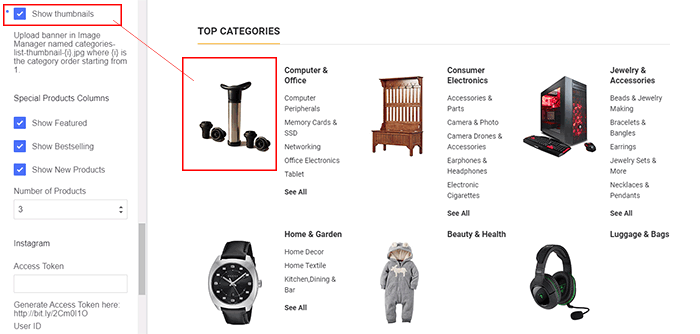 Show thumbnails
Upload banner in Image
Manager named categories-
list-thumbnail-{i}.jpg where {i} is
the category order starting from
1.
Special Products Columns
Show Featured
Show Bestselling
Show New Products
Number of Products
3
Instagram
Access Token
Generate Access Token here:
http://bit.ly/2Cm0I1O
User ID
TOP CATEGORIES
Computer &
Office
Computer
Peripherals
Memory Cards &
SSD
Networking
Office Electronics
Tablet
See All
Consumer
Electronics
Accessories &
Parts
Camera & Photo
Camera Drones &
Accessories
Earphones &
Headphones
Electronic
Cigarettes
See All
Jewelry &
Accessories
Beads & Jewelry
Making
Bracelets &
Bangles
Earrings
Jewelry Sets &
More
Necklaces &
Pendants
See All
Home & Garden
Home Decor
Home Textile
Kitchen,Dining &
Bar
See All
Beauty & Health
Luggage & Bags